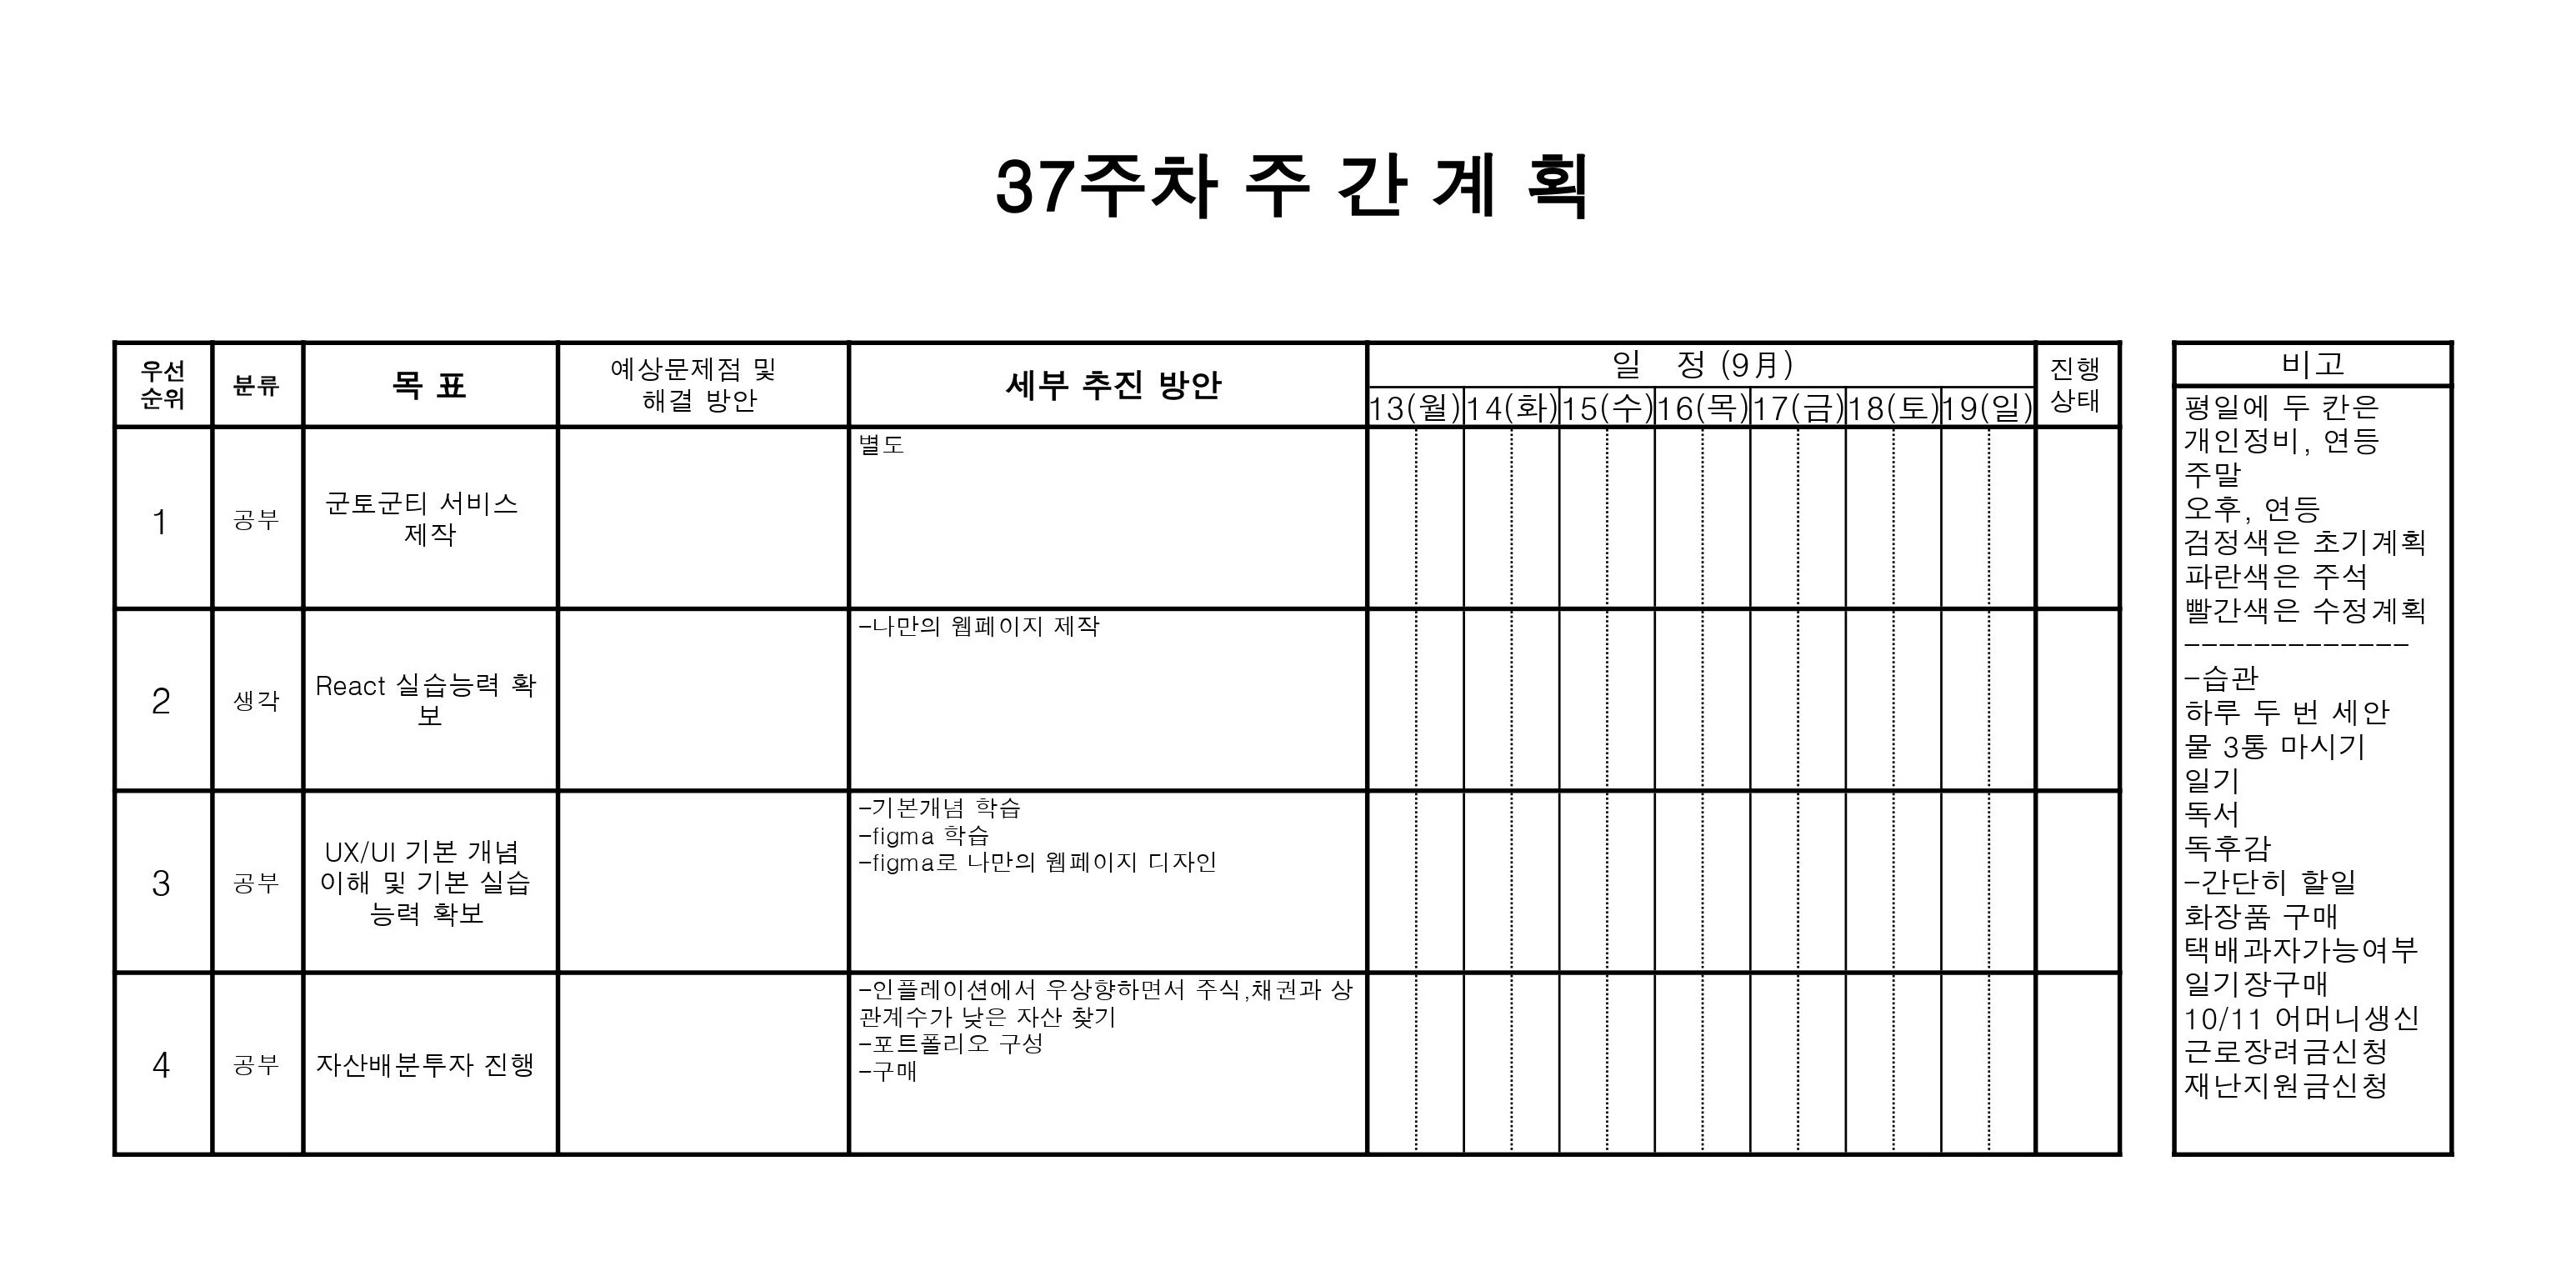 37주차 주 간 계 획
우선
순위
분류
목 표
예상문제점 및
해결 방안
세부 추진 방안
일 정 (9月)
13(월) 14(화) 15(수) 16(목) 17(금) 18(토) 19(일)
진행
상태
1
공부
군토군티 서비스
제작
별도
2
생각
React 실습능력 확
보
-나만의 웹페이지 제작
3
공부
UX/UI 기본 개념
이해 및 기본 실습
능력 확보
-기본개념 학습
-figma 학습
-figma로 나만의 웹페이지 디자인
4
공부
자산배분투자 진행
-인플레이션에서 우상향하면서 주식,채권과 상
관계수가 낮은 자산 찾기
-포트폴리오 구성
-구매
비고
평일에 두 칸은
개인정비, 연등
주말
오후, 연등
검정색은 초기계획
파란색은 주석
빨간색은 수정계획
-------------
-습관
하루 두 번 세안
물 3통 마시기
일기
독서
독후감
-간단히 할일
화장품 구매
택배과자가능여부
일기장구매
10/11 어머니생신
근로장려금신청
재난지원금신청